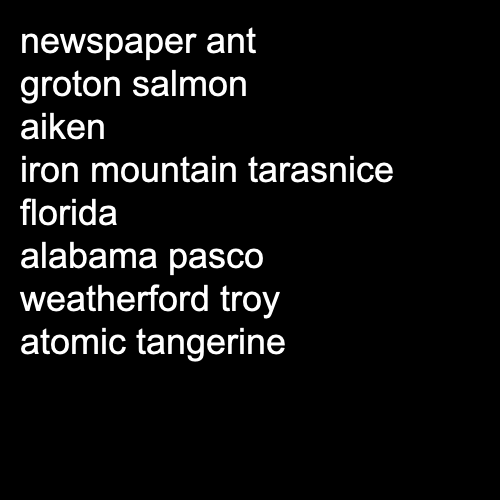 newspaper ant
groton salmon
aiken
iron mountain tarasnice
florida
alabama pasco
weatherford troy
atomic tangerine